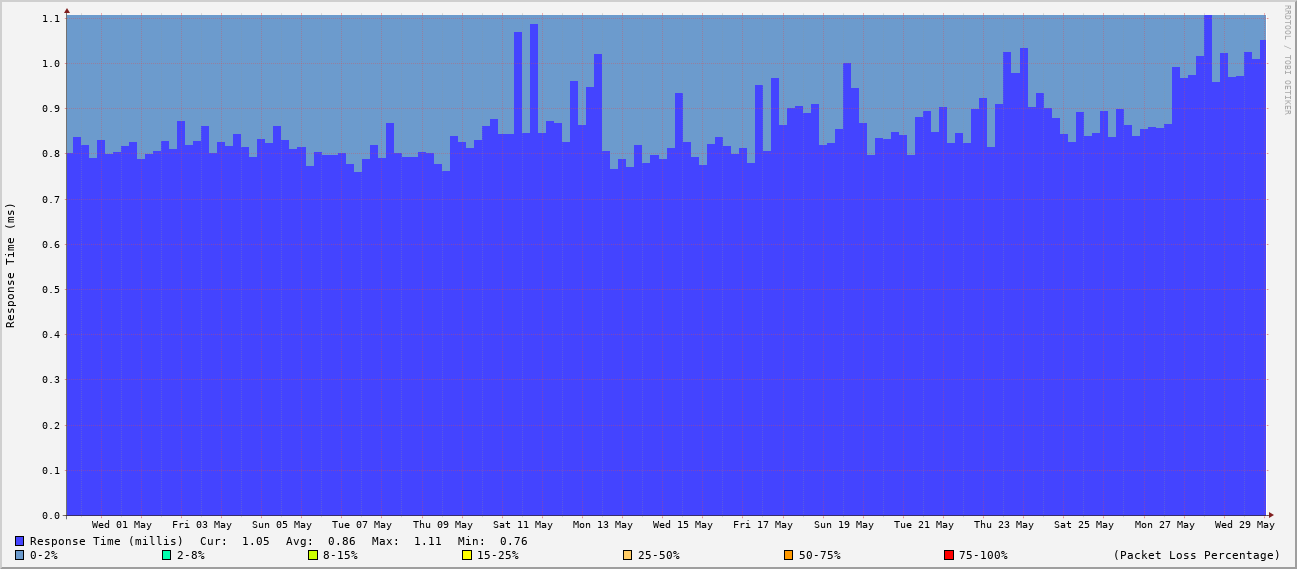 RRDTOOL / TOBI OETIKER
Response Time (ms)
1.1
1.0
0.9
0.8
0.7
0.6
0.5
0.4
0.3
0.2
0.1
0.0
Wed 01 May Fri 03 May Sun 05 May Tue 07 May Thu 09 May Sat 11 May Mon 13 May Wed 15 May Fri 17 May Sun 19 May Tue 21 May Thu 23 May Sat 25 May Mon 27 May Wed 29 May
Response Time (millis) Cur: 1.05 Avg: 0.86 Max: 1.11 Min: 0.76
0-2% 2-8% 8-15% 15-25% 25-50% 50-75% 75-100% (Packet Loss Percentage)